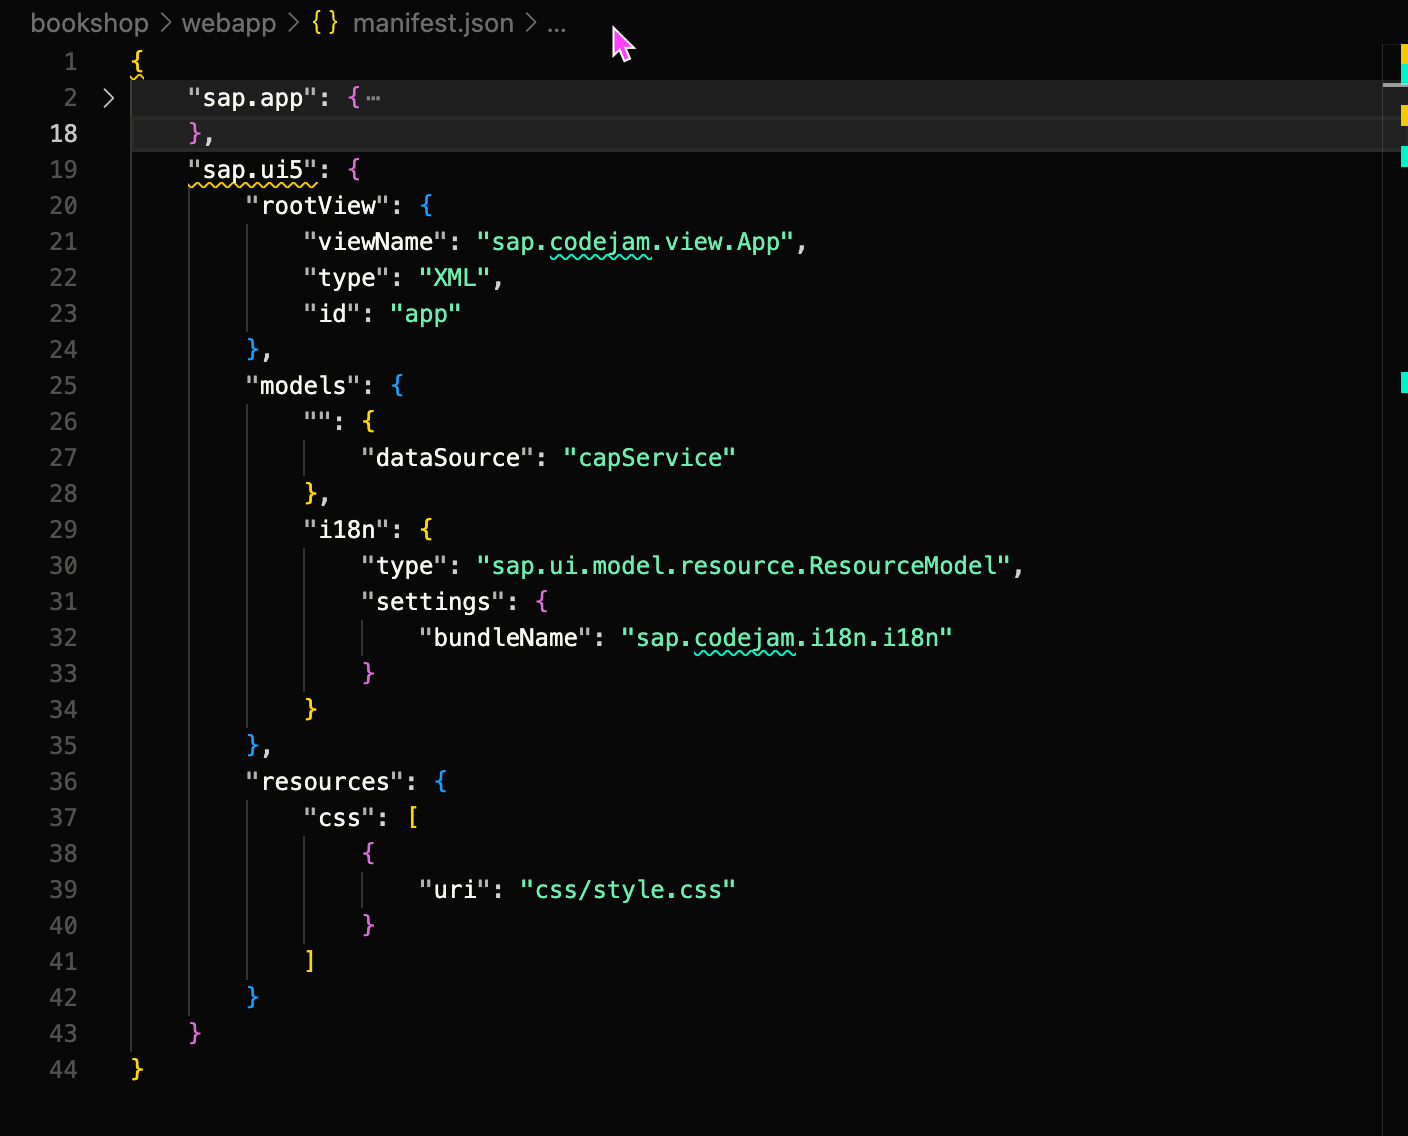 bookshop > webapp > {} manifest.json > ...
1 {
2 > "sap.app": { ⋯
18 },
19 "sap.ui5": {
20 "rootView": {
21 "viewName": "sap.codejam.view.App",
22 "type": "XML",
23 "id": "app"
24 },
25 "models": {
26 "": {
27 "dataSource": "capService"
28 },
29 "i18n": {
30 "type": "sap.ui.model.resource.ResourceModel",
31 "settings": {
32 "bundleName": "sap.codejam.i18n.i18n"
33 }
34 }
35 },
36 "resources": {
37 "css": [
38 {
39 "uri": "css/style.css"
40 }
41 ]
42 }
43 }
44 }